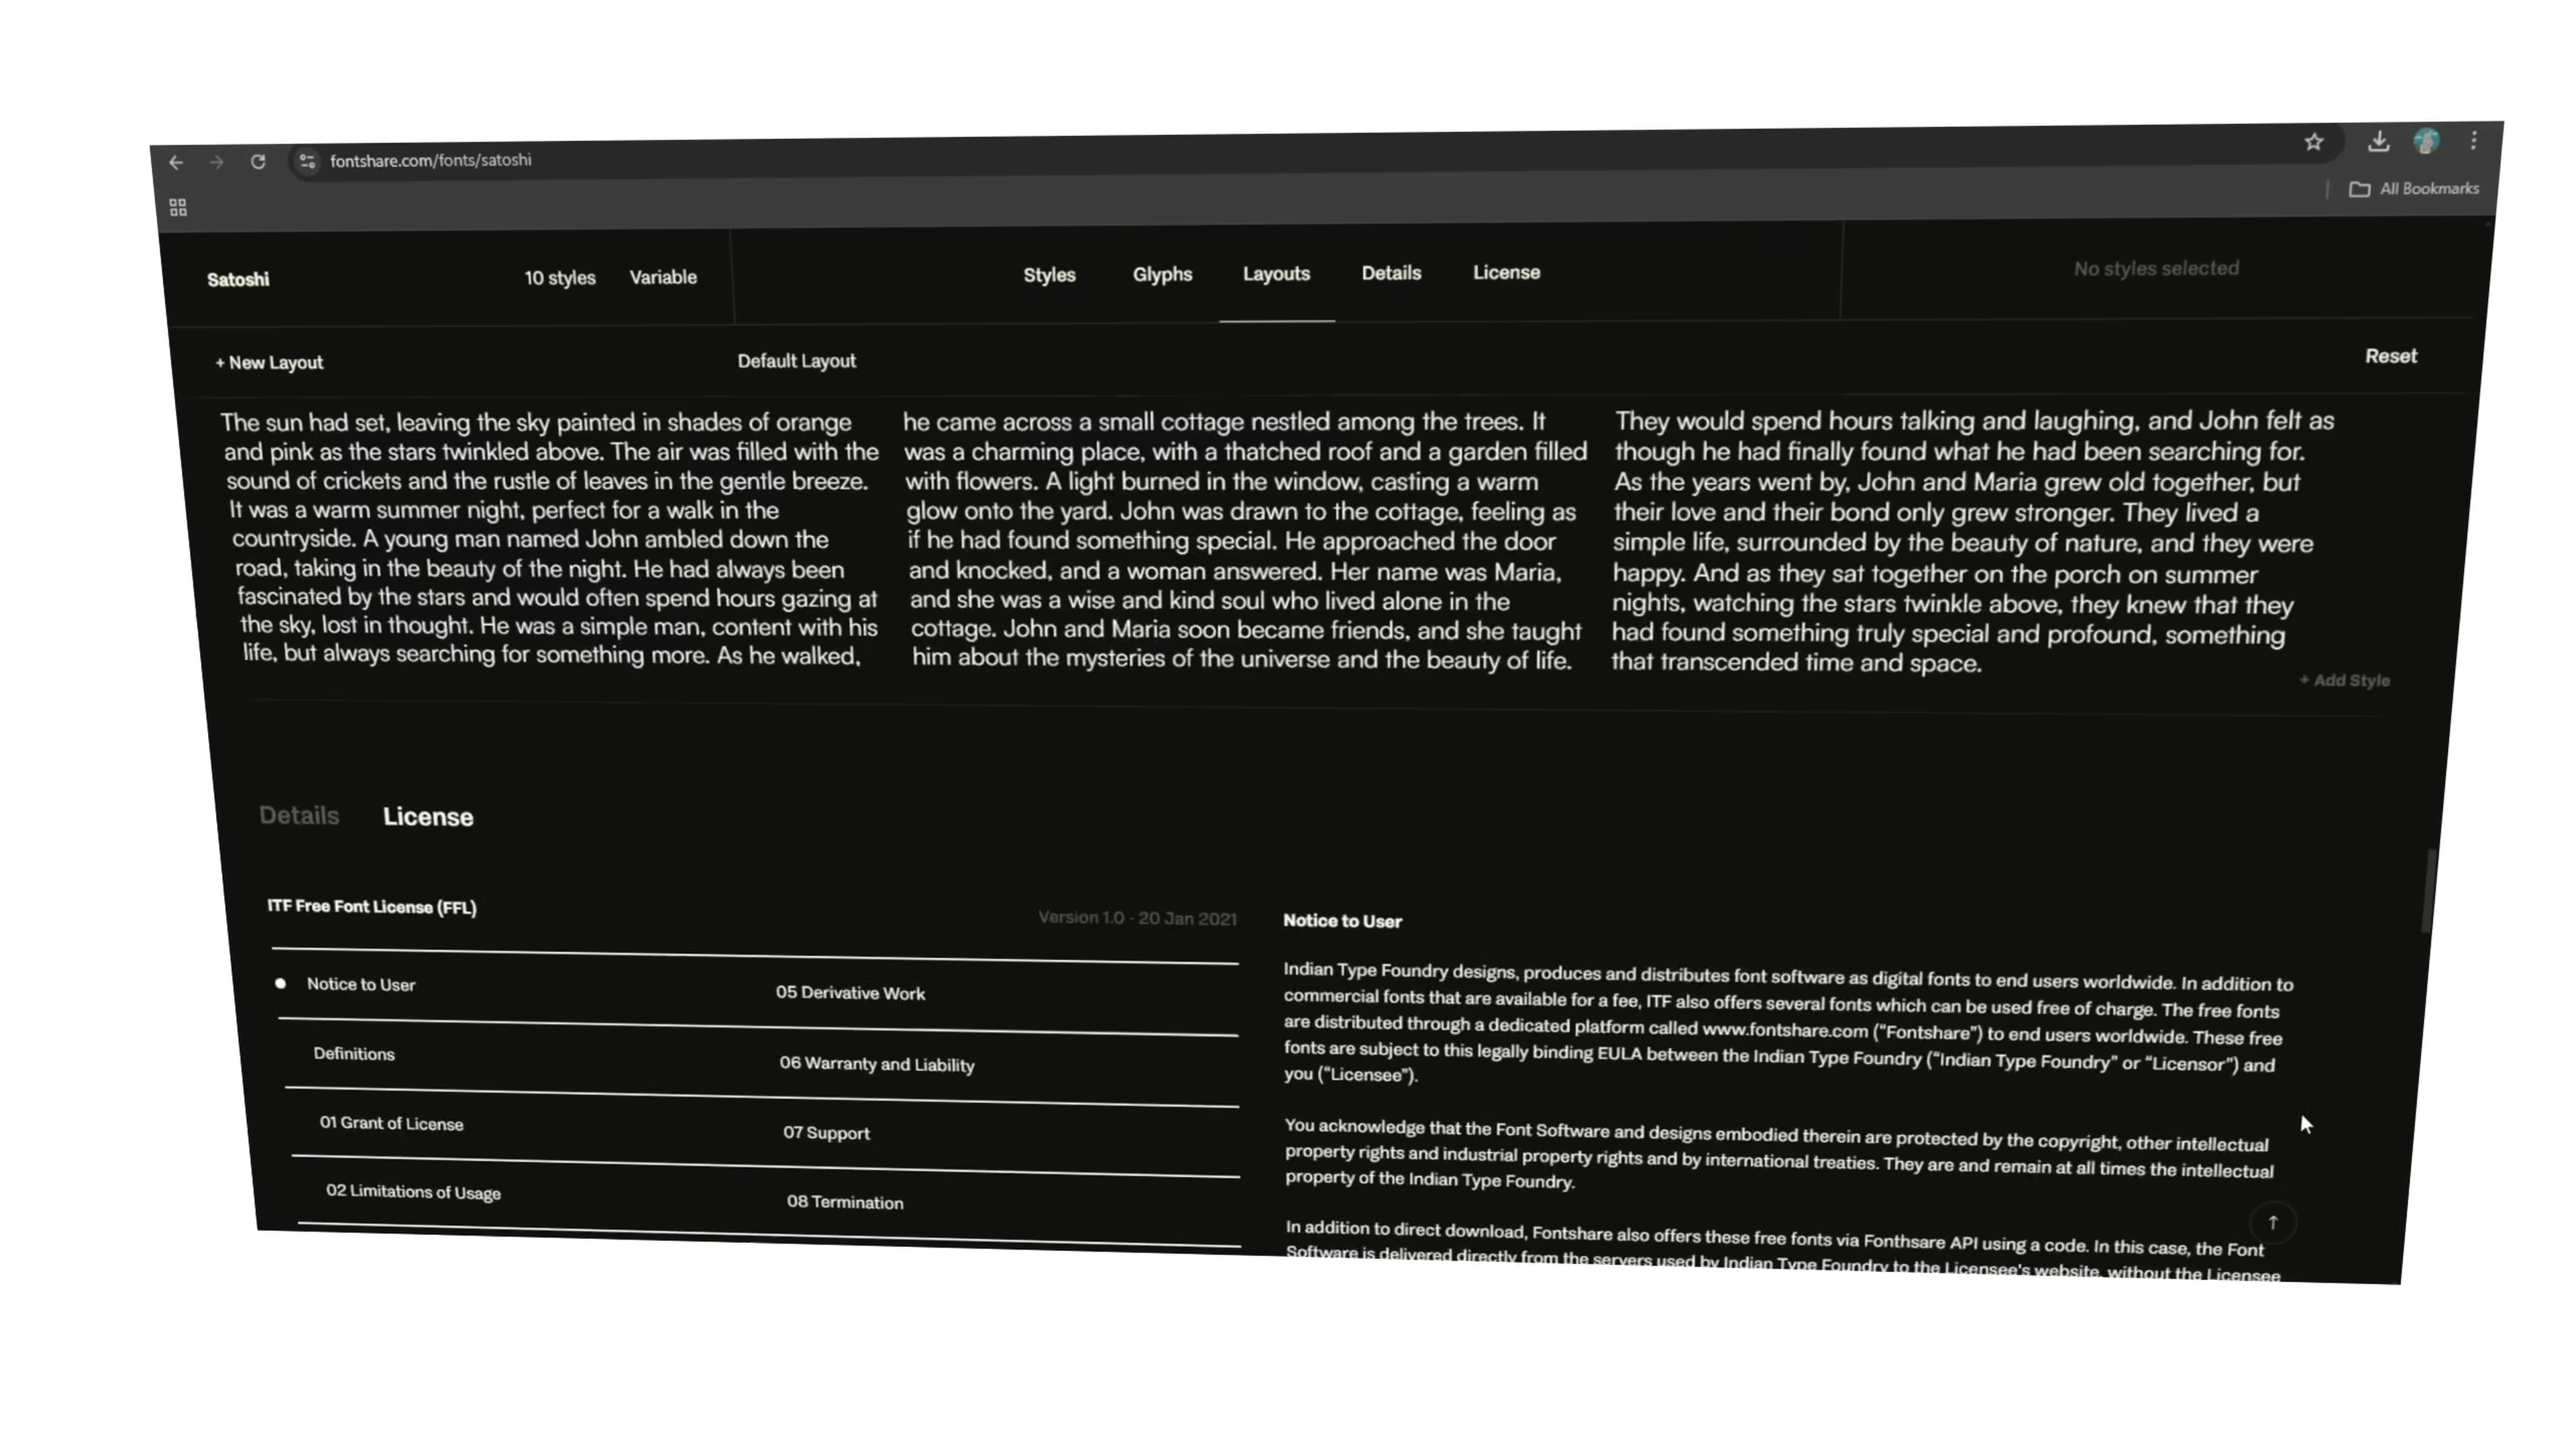 fontshare.com/fonts/satoshi
All Bookmarks
Satoshi
10 styles
Variable
Styles
Glyphs
Layouts
Details
License
No styles selected
+ New Layout
Default Layout
Reset
The sun had set, leaving the sky painted in shades of orange
and pink as the stars twinkled above. The air was filled with the
sound of crickets and the rustle of leaves in the gentle breeze.
It was a warm summer night, perfect for a walk in the
countryside. A young man named John ambled down the
road, taking in the beauty of the night. He had always been
fascinated by the stars and would often spend hours gazing at
the sky, lost in thought. He was a simple man, content with his
life, but always searching for something more. As he walked,
he came across a small cottage nestled among the trees. It
was a charming place, with a thatched roof and a garden filled
with flowers. A light burned in the window, casting a warm
glow onto the yard. John was drawn to the cottage, feeling as
if he had found something special. He approached the door
and knocked, and a woman answered. Her name was Maria,
and she was a wise and kind soul who lived alone in the
cottage. John and Maria soon became friends, and she taught
him about the mysteries of the universe and the beauty of life.
They would spend hours talking and laughing, and John felt as
though he had finally found what he had been searching for.
As the years went by, John and Maria grew old together, but
their love and their bond only grew stronger. They lived a
simple life, surrounded by the beauty of nature, and they were
happy. And as they sat together on the porch on summer
nights, watching the stars twinkle above, they knew that they
had found something truly special and profound, something
that transcended time and space.
+ Add Style
Details
License
ITF Free Font License (FFL)
Version 1.0 - 20 Jan 2021
Notice to User
05 Derivative Work
Definitions
06 Warranty and Liability
01 Grant of License
07 Support
02 Limitations of Usage
08 Termination
Notice to User
Indian Type Foundry designs, produces and distributes font software as digital fonts to end users worldwide. In addition to
commercial fonts that are available for a fee, ITF also offers several fonts which can be used free of charge. The free fonts
are distributed through a dedicated platform called www.fontshare.com (“Fontshare”) to end users worldwide. These free
fonts are subject to this legally binding EULA between the Indian Type Foundry (“Indian Type Foundry” or “Licensor”) and
you (“Licensee”).
You acknowledge that the Font Software and designs embodied therein are protected by the copyright, other intellectual
property rights and industrial property rights and by international treaties. They are and remain at all times the intellectual
property of the Indian Type Foundry.
In addition to direct download, Fontshare also offers these free fonts via Fonthsare API using a code. In this case, the Font
Software is delivered directly from the servers used by Indian Type Foundry to the Licensee's website, without the Licensee